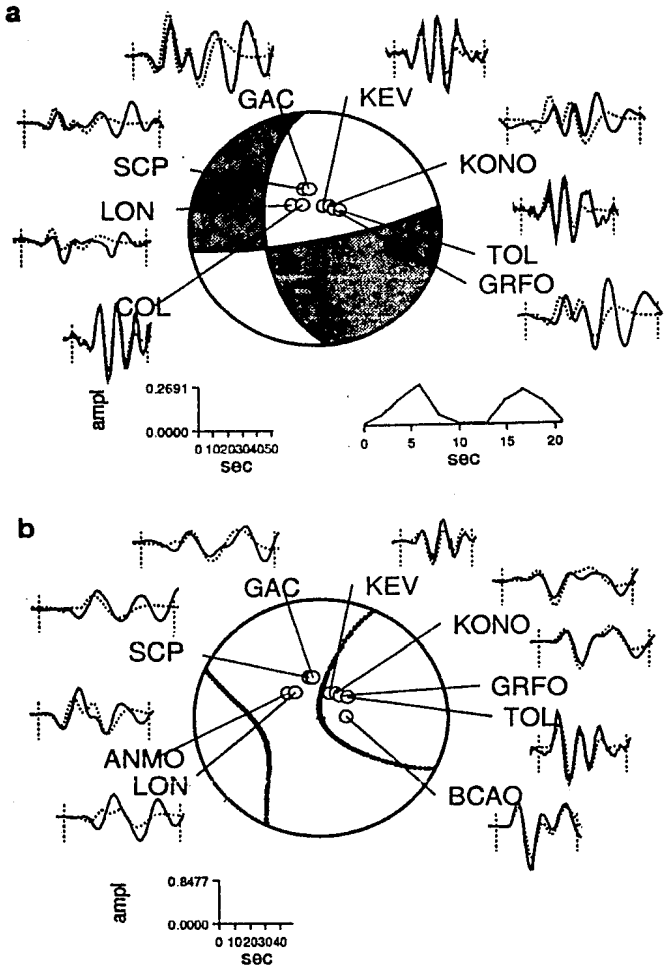 a
GAC KEV
SCP KONO
LON
TOL
GRFO
COL
ampl
0.2691
0.0000
0 1020304050
sec
0 5 10 15 20
sec
b
GAC KEV
KONO
SCP
GRFO
TOL
ANMO
LON
BCAO
ampl
0.8477
0.0000
0 10203040
sec